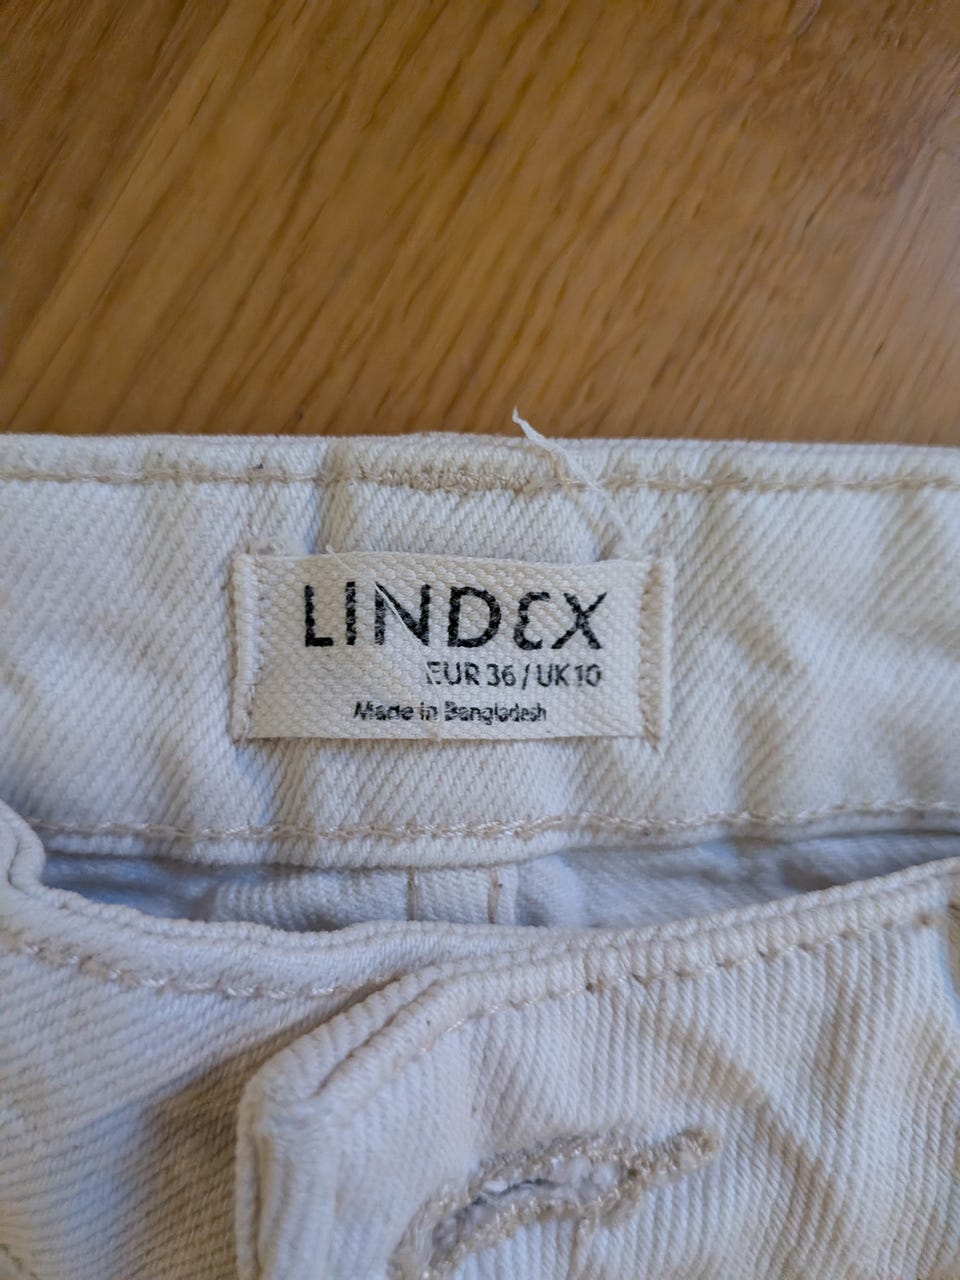 LINDEX
EUR 36 / UK 10
Made in Bangladesh